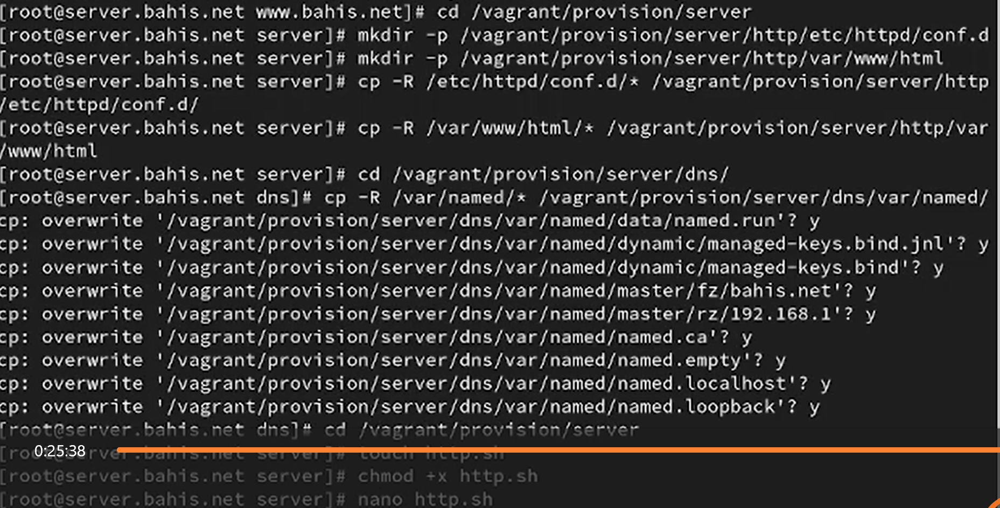 [root@server.bahis.net www.bahis.net]# cd /vagrant/provision/server
[root@server.bahis.net server]# mkdir -p /vagrant/provision/server/http/etc/httpd/conf.d
[root@server.bahis.net server]# mkdir -p /vagrant/provision/server/http/var/www/html
[root@server.bahis.net server]# cp -R /etc/httpd/conf.d/* /vagrant/provision/server/http
/etc/httpd/conf.d/
[root@server.bahis.net server]# cp -R /var/www/html/* /vagrant/provision/server/http/var
/www/html
[root@server.bahis.net server]# cd /vagrant/provision/server/dns/
[root@server.bahis.net dns]# cp -R /var/named/* /vagrant/provision/server/dns/var/named/
cp: overwrite '/vagrant/provision/server/dns/var/named/data/named.run'? y
cp: overwrite '/vagrant/provision/server/dns/var/named/dynamic/managed-keys.bind.jnl'? y
cp: overwrite '/vagrant/provision/server/dns/var/named/dynamic/managed-keys.bind'? y
cp: overwrite '/vagrant/provision/server/dns/var/named/master/fz/bahis.net'? y
cp: overwrite '/vagrant/provision/server/dns/var/named/master/rz/192.168.1'? y
cp: overwrite '/vagrant/provision/server/dns/var/named/named.ca'? y
cp: overwrite '/vagrant/provision/server/dns/var/named/named.empty'? y
cp: overwrite '/vagrant/provision/server/dns/var/named/named.localhost'? y
cp: overwrite '/vagrant/provision/server/dns/var/named/named.loopback'? y
[root@server.bahis.net dns]# cd /vagrant/provision/server
0:25:38
[root@server.bahis.net server]# touch http.sh
[root@server.bahis.net server]# chmod +x http.sh
[root@server.bahis.net server]# nano http.sh